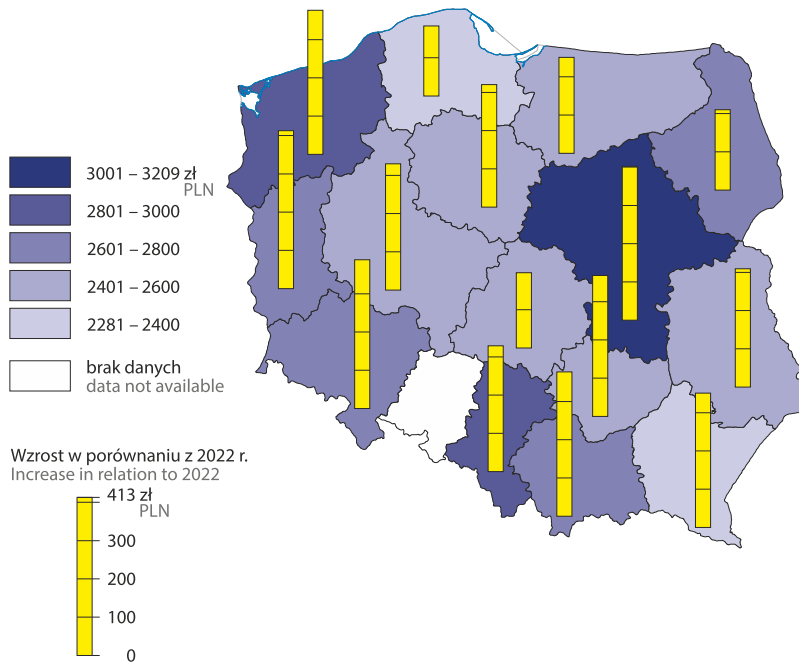 3001 – 3209 zł
PLN
2801 – 3000
2601 – 2800
2401 – 2600
2281 – 2400
brak danych
data not available
Wzrost w porównaniu z 2022 r.
Increase in relation to 2022
413 zł
PLN
300
200
100
0